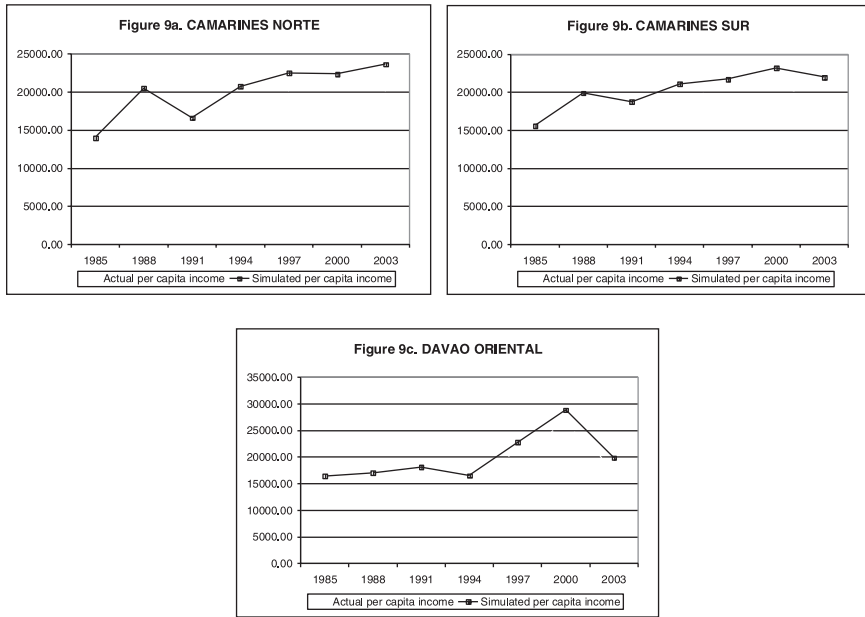 Figure 9a. CAMARINES NORTE
25000.00
20000.00
15000.00
10000.00
5000.00
0.00
1985 1988 1991 1994 1997 2000 2003
Actual per capita income Simulated per capita income
Figure 9b. CAMARINES SUR
25000.00
20000.00
15000.00
10000.00
5000.00
0.00
1985 1988 1991 1994 1997 2000 2003
Actual per capita income Simulated per capita income
Figure 9c. DAVAO ORIENTAL
35000.00
30000.00
25000.00
20000.00
15000.00
10000.00
5000.00
0.00
1985 1988 1991 1994 1997 2000 2003
Actual per capita income Simulated per capita income